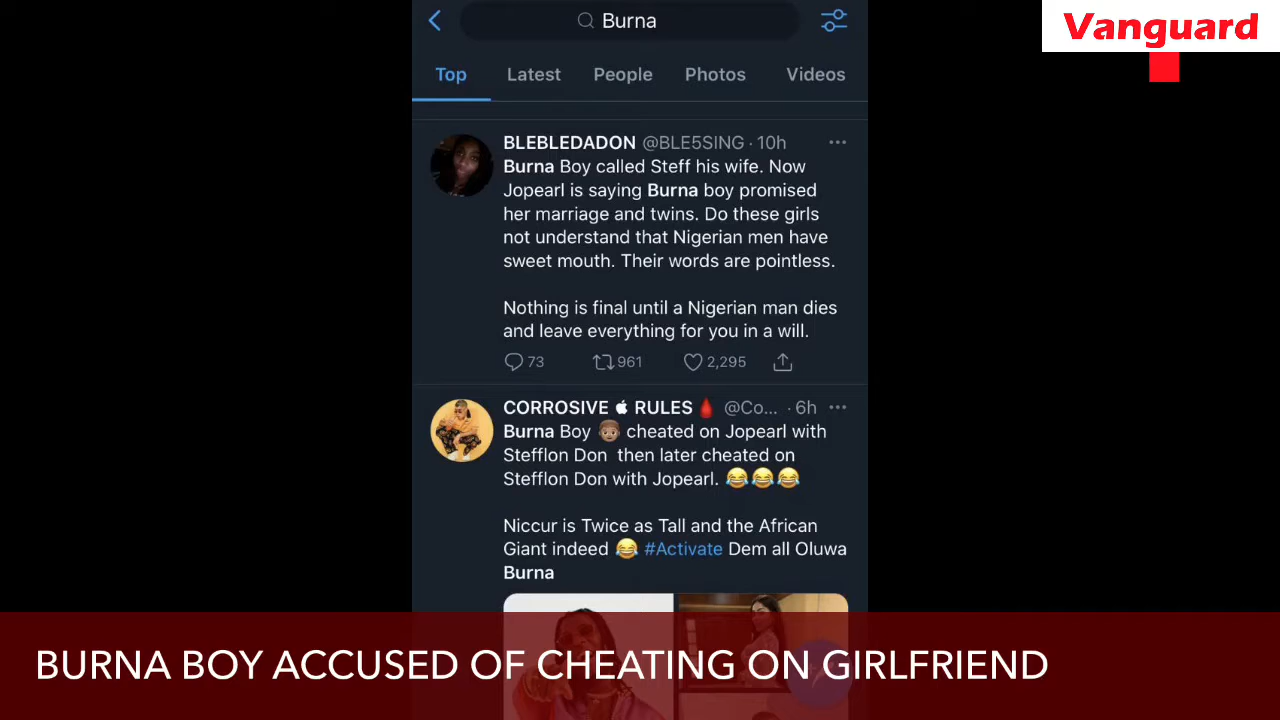 Burna
Vanguard
Top Latest People Photos Videos
BLEBLEDADON @BLE5SING · 10h
Burna Boy called Steff his wife. Now
Jopearl is saying Burna boy promised
her marriage and twins. Do these girls
not understand that Nigerian men have
sweet mouth. Their words are pointless.
Nothing is final until a Nigerian man dies
and leave everything for you in a will.
73 961 2,295
CORROSIVE RULES 🩸 @Co... · 6h
Burna Boy 👦🏽 cheated on Jopearl with
Stefflon Don then later cheated on
Stefflon Don with Jopearl. 😂😂😂
Niccur is Twice as Tall and the African
Giant indeed 😂 #Activate Dem all Oluwa
Burna
BURNA BOY ACCUSED OF CHEATING ON GIRLFRIEND